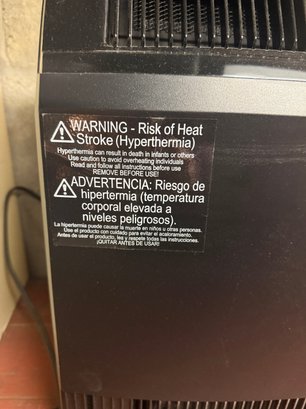 WARNING - Risk of Heat
Stroke (Hyperthermia)
Hyperthermia can result in death in infants or others
Use caution to avoid overheating individuals
Read and follow all instructions before use
REMOVE BEFORE USE!
ADVERTENCIA: Riesgo de
hipertermia (temperatura
corporal elevada a
niveles peligrosos).
La hipertermia puede causar la muerte en niños u otras personas.
Use el producto con cuidado para evitar el acaloramiento.
Antes de usar el producto, lea y respete todas las instrucciones.
¡QUITAR ANTES DE USAR!